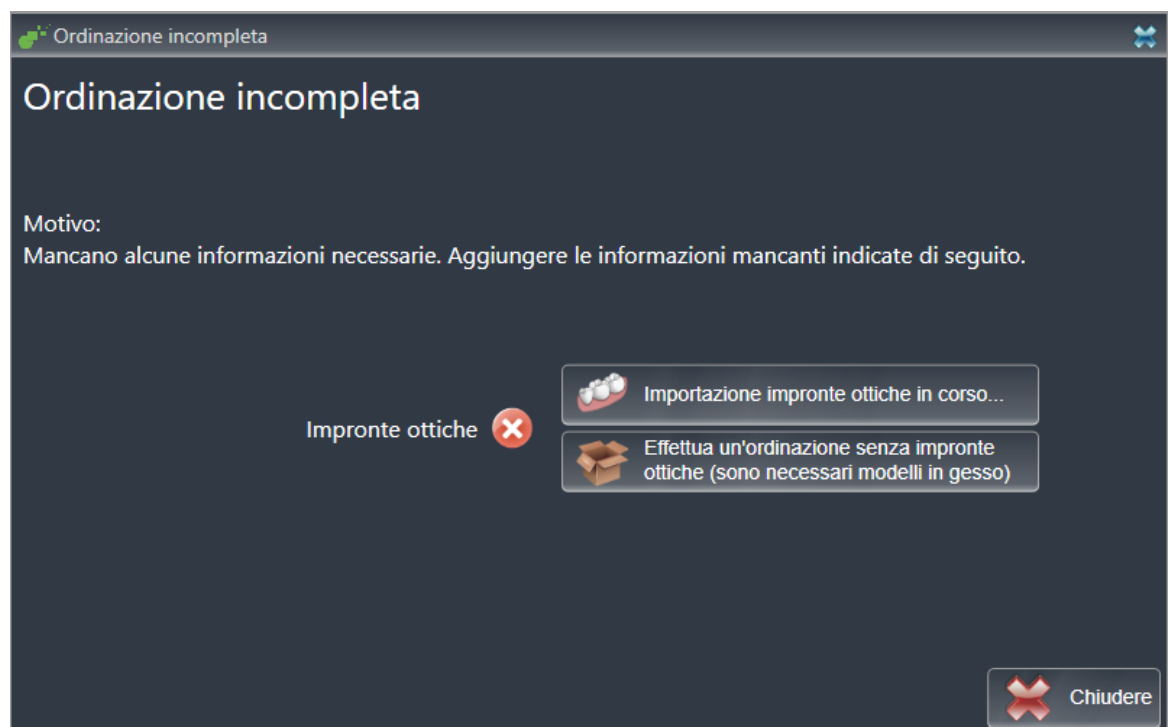 Ordinazione incompleta
Ordinazione incompleta
Motivo:
Mancano alcune informazioni necessarie. Aggiungere le informazioni mancanti indicate di seguito.
Impronte ottiche
Importazione impronte ottiche in corso...
Effettua un'ordinazione senza impronte
ottiche (sono necessari modelli in gesso)
Chiudere